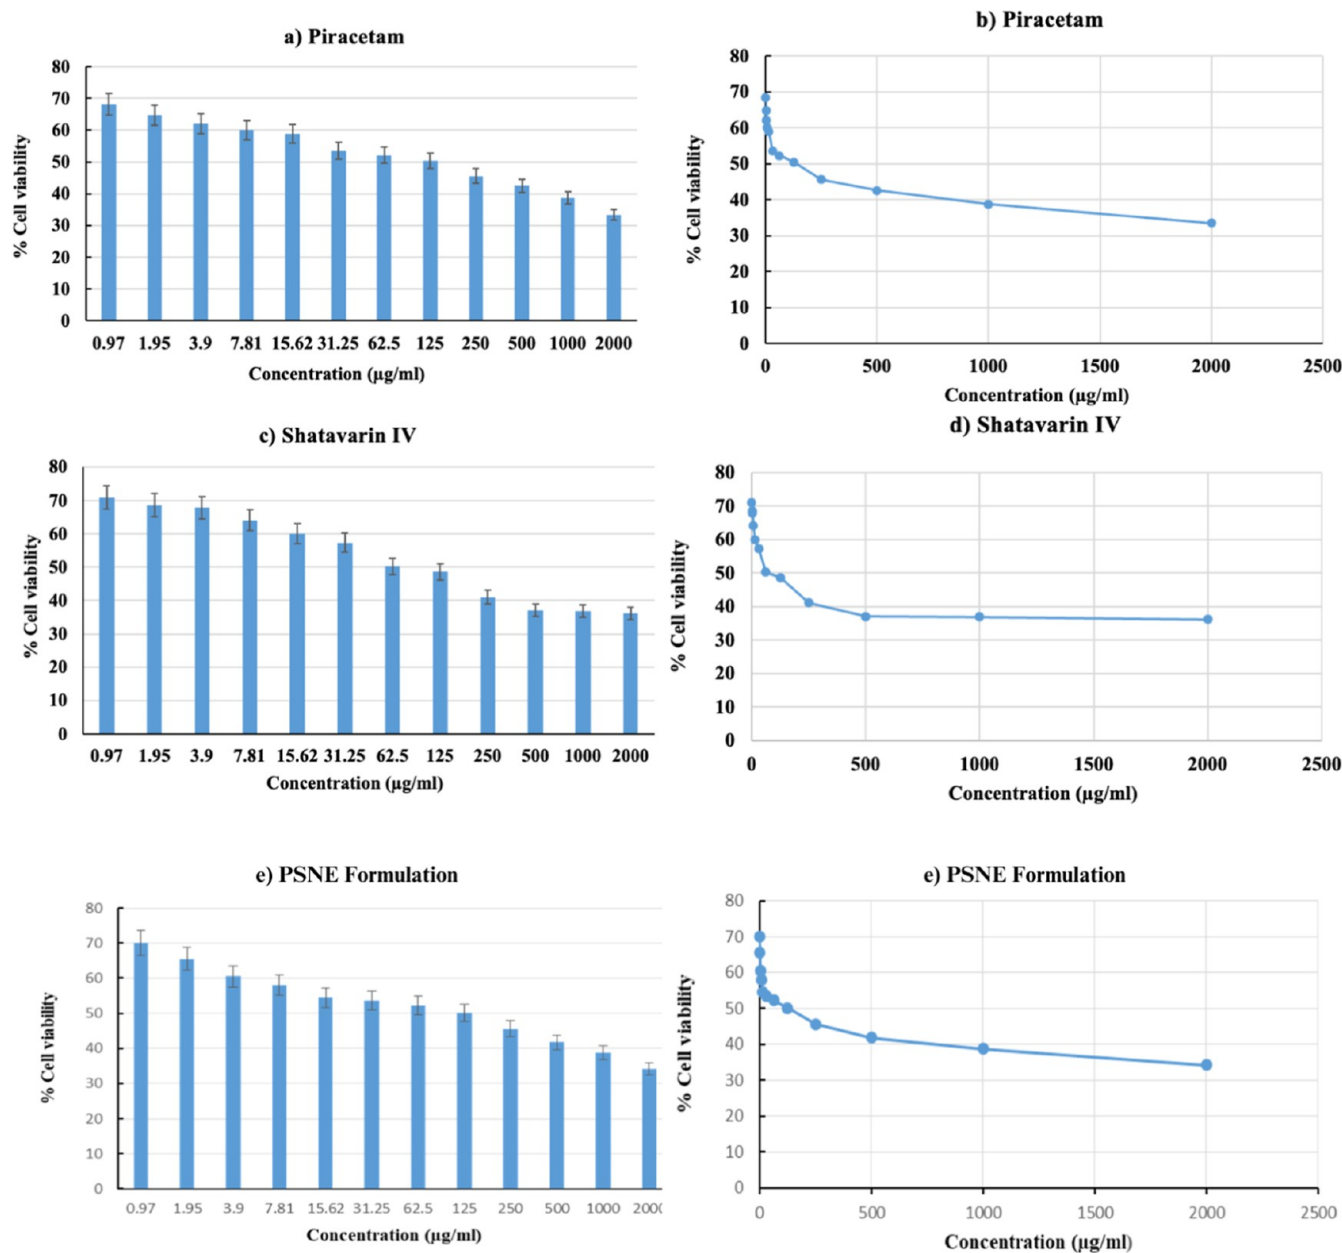 a) Piracetam
% Cell viability
80
70
60
50
40
30
20
10
0
0.97 1.95 3.9 7.81 15.62 31.25 62.5 125 250 500 1000 2000
Concentration (µg/ml)
b) Piracetam
% Cell viability
80
70
60
50
40
30
20
10
0
0 500 1000 1500 2000 2500
Concentration (µg/ml)
c) Shatavarin IV
% Cell viability
80
70
60
50
40
30
20
10
0
0.97 1.95 3.9 7.81 15.62 31.25 62.5 125 250 500 1000 2000
Concentration (µg/ml)
d) Shatavarin IV
% Cell viability
80
70
60
50
40
30
20
10
0
0 500 1000 1500 2000 2500
Concentration (µg/ml)
e) PSNE Formulation
% Cell viability
80
70
60
50
40
30
20
10
0
0.97 1.95 3.9 7.81 15.62 31.25 62.5 125 250 500 1000 2000
Concentration (µg/ml)
e) PSNE Formulation
% Cell viability
80
70
60
50
40
30
20
10
0
0 500 1000 1500 2000 2500
Concentration (µg/ml)